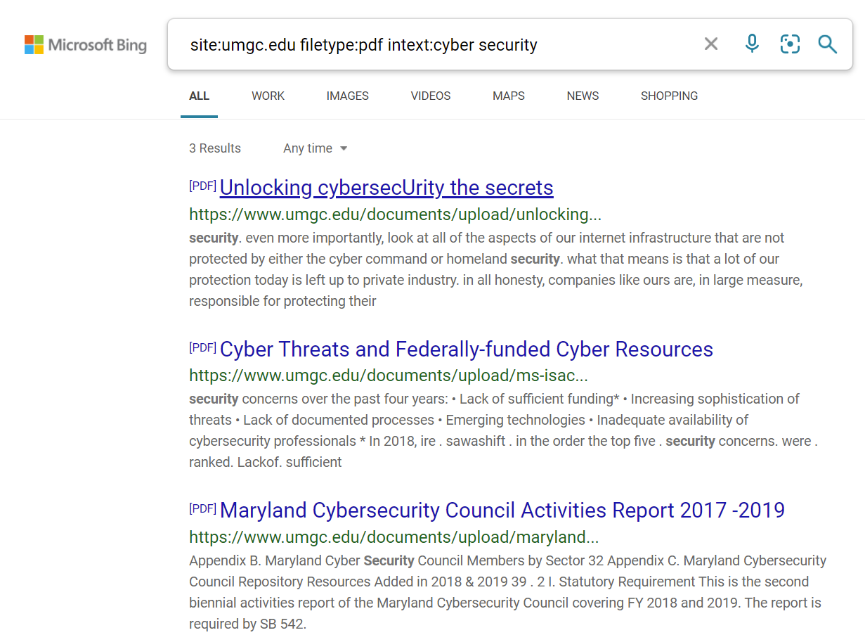 Microsoft Bing
site:umgc.edu filetype:pdf intext:cyber security
ALL WORK IMAGES VIDEOS MAPS NEWS SHOPPING
3 Results Any time
[PDF] Unlocking cybersecUrity the secrets
https://www.umgc.edu/documents/upload/unlocking...
security. even more importantly, look at all of the aspects of our internet infrastructure that are not
protected by either the cyber command or homeland security. what that means is that a lot of our
protection today is left up to private industry. in all honesty, companies like ours are, in large measure,
responsible for protecting their
[PDF] Cyber Threats and Federally-funded Cyber Resources
https://www.umgc.edu/documents/upload/ms-isac...
security concerns over the past four years: • Lack of sufficient funding* • Increasing sophistication of
threats • Lack of documented processes • Emerging technologies • Inadequate availability of
cybersecurity professionals * In 2018, ire . sawashift . in the order the top five . security concerns. were .
ranked. Lackof. sufficient
[PDF] Maryland Cybersecurity Council Activities Report 2017 -2019
https://www.umgc.edu/documents/upload/maryland...
Appendix B. Maryland Cyber Security Council Members by Sector 32 Appendix C. Maryland Cybersecurity
Council Repository Resources Added in 2018 & 2019 39 . 2 I. Statutory Requirement This is the second
biennial activities report of the Maryland Cybersecurity Council covering FY 2018 and 2019. The report is
required by SB 542.